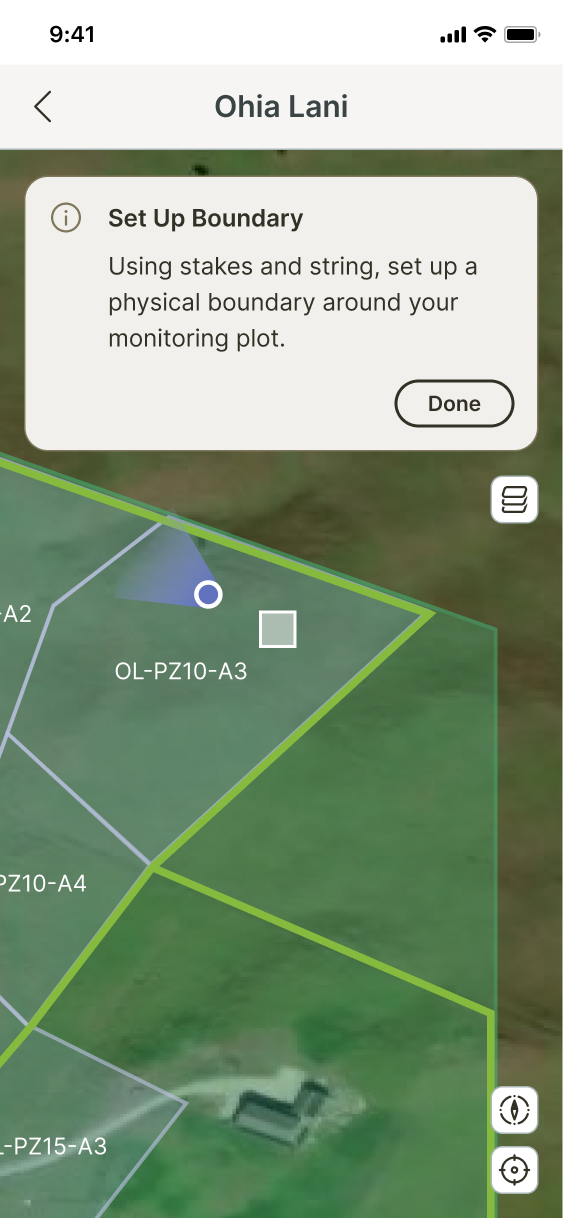 9:41
Ohia Lani
Set Up Boundary
Using stakes and string, set up a
physical boundary around your
monitoring plot.
Done
-A2
OL-PZ10-A3
PZ10-A4
-PZ15-A3